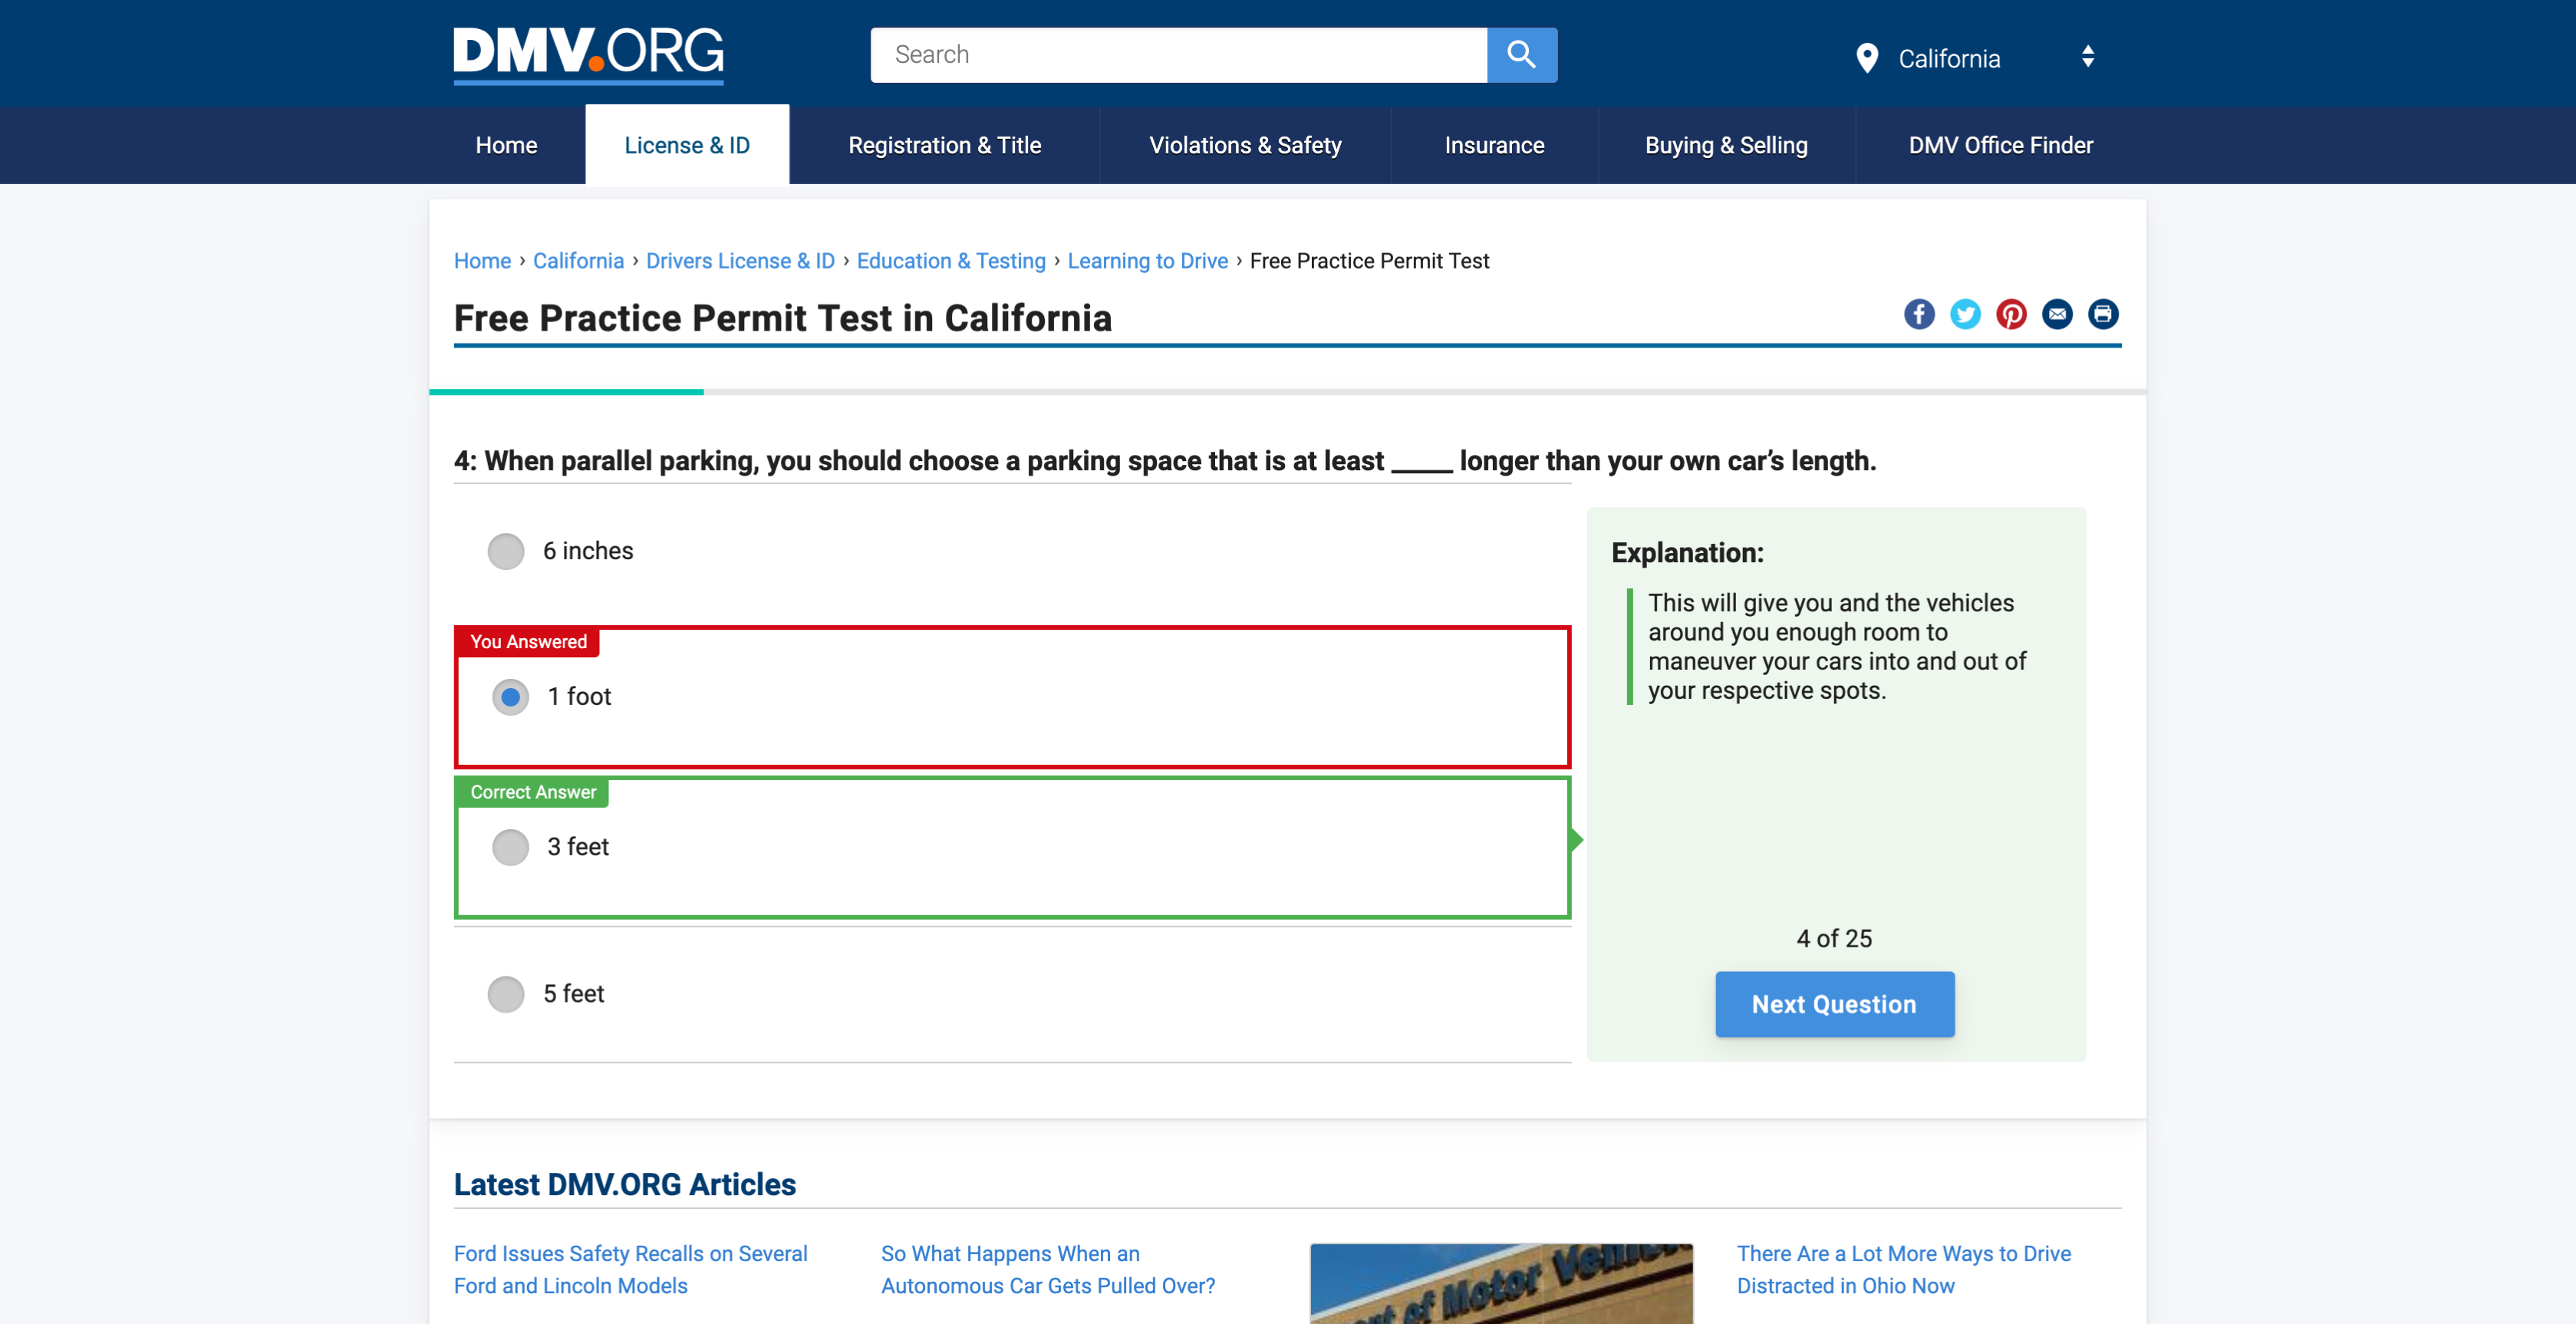 DMV.ORG
Search
California
Home
License & ID
Registration & Title
Violations & Safety
Insurance
Buying & Selling
DMV Office Finder
Home › California › Drivers License & ID › Education & Testing › Learning to Drive › Free Practice Permit Test
Free Practice Permit Test in California
4: When parallel parking, you should choose a parking space that is at least _____ longer than your own car’s length.
6 inches
You Answered
1 foot
Correct Answer
3 feet
5 feet
Explanation:
This will give you and the vehicles
around you enough room to
maneuver your cars into and out of
your respective spots.
4 of 25
Next Question
Latest DMV.ORG Articles
Ford Issues Safety Recalls on Several
Ford and Lincoln Models
So What Happens When an
Autonomous Car Gets Pulled Over?
of Motor
There Are a Lot More Ways to Drive
Distracted in Ohio Now